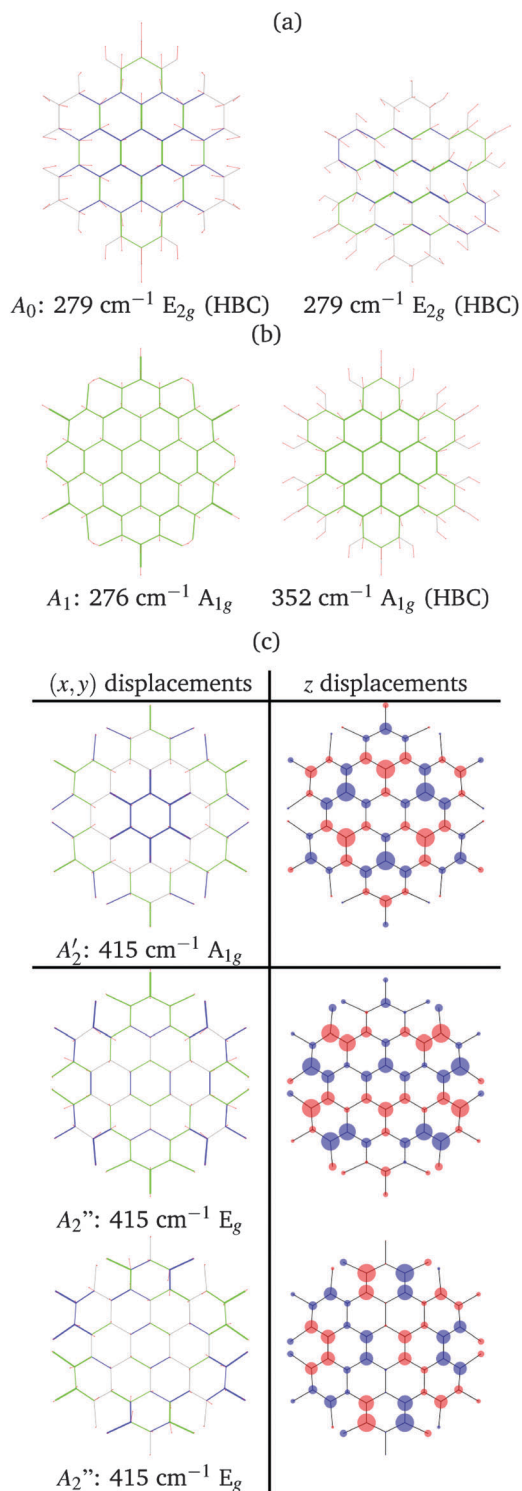 (a)
A₀: 279 cm⁻¹ E₂g (HBC) 279 cm⁻¹ E₂g (HBC)
(b)
A₁: 276 cm⁻¹ A₁g 352 cm⁻¹ A₁g (HBC)
(c)
(x,y) displacements z displacements
A′₂: 415 cm⁻¹ A₁g
A₂”: 415 cm⁻¹ Eg
A₂”: 415 cm⁻¹ Eg